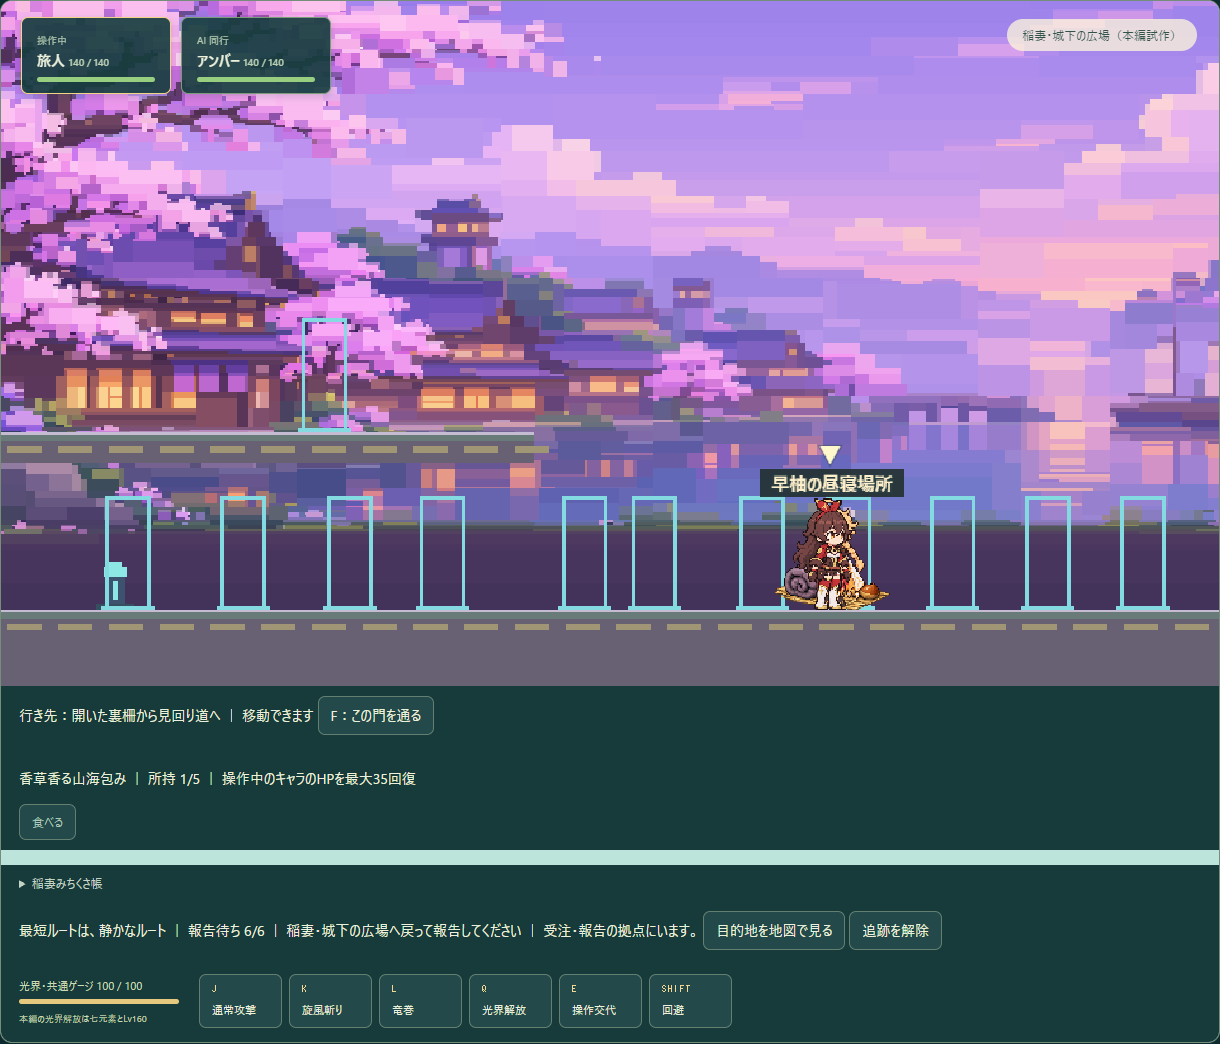 操作中
旅人 140 / 140
AI 同行
アンバー 140 / 140
稲妻・城下の広場（本編試作）
早柚の昼寝場所
行き先：開いた裏柵から見回り道へ ｜ 移動できます
F：この門を通る
香草香る山海包み ｜ 所持 1/5 ｜ 操作中のキャラのHPを最大35回復
食べる
▶ 稲妻みちくさ帳
最短ルートは、静かなルート ｜ 報告待ち 6/6 ｜ 稲妻・城下の広場へ戻って報告してください ｜ 受注・報告の拠点にいます。
目的地を地図で見る
追跡を解除
光界・共通ゲージ 100 / 100
本編の光界解放は七元素とLv160
J
通常攻撃
K
旋風斬り
L
竜巻
Q
光界解放
E
操作交代
SHIFT
回避